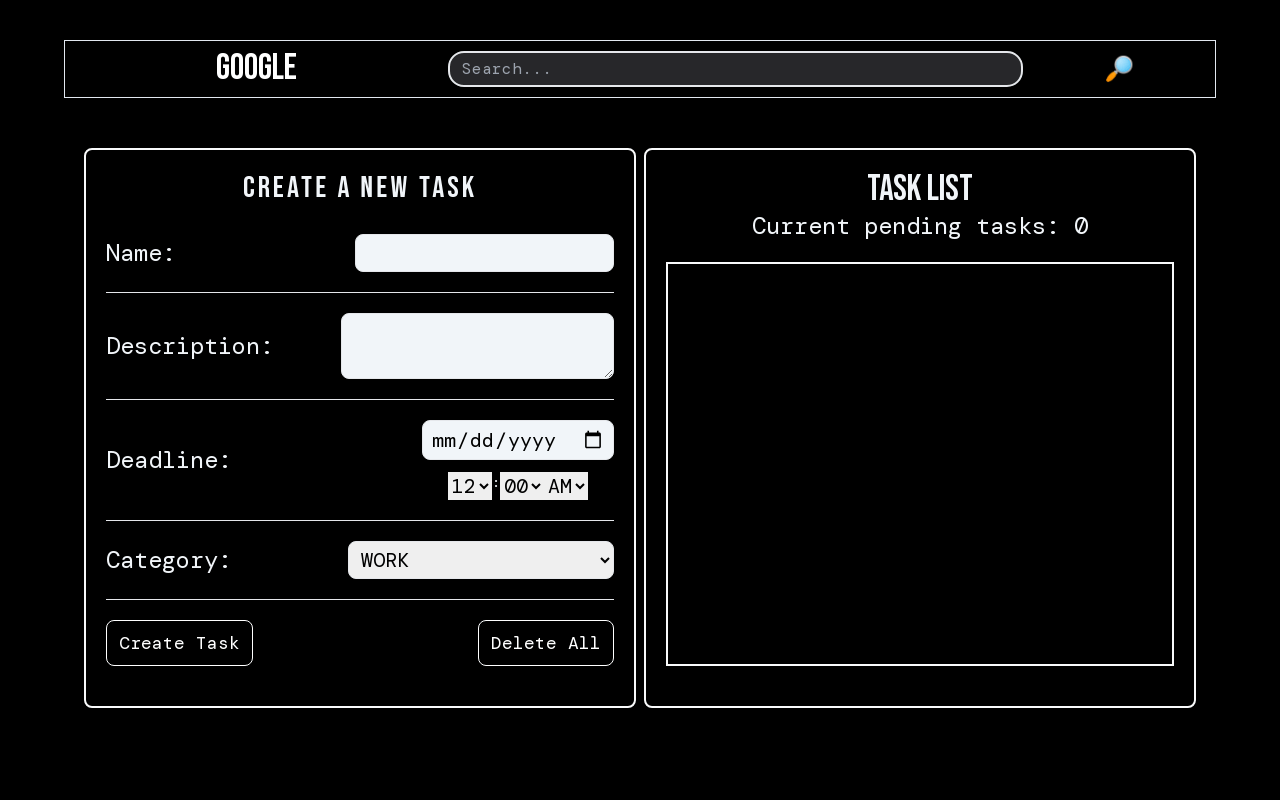 GOOGLE
Search...
CREATE A NEW TASK
Name:
Description:
Deadline:
mm/dd/yyyy
12:00 AM
Category:
WORK
Create Task
Delete All
TASK LIST
Current pending tasks: 0